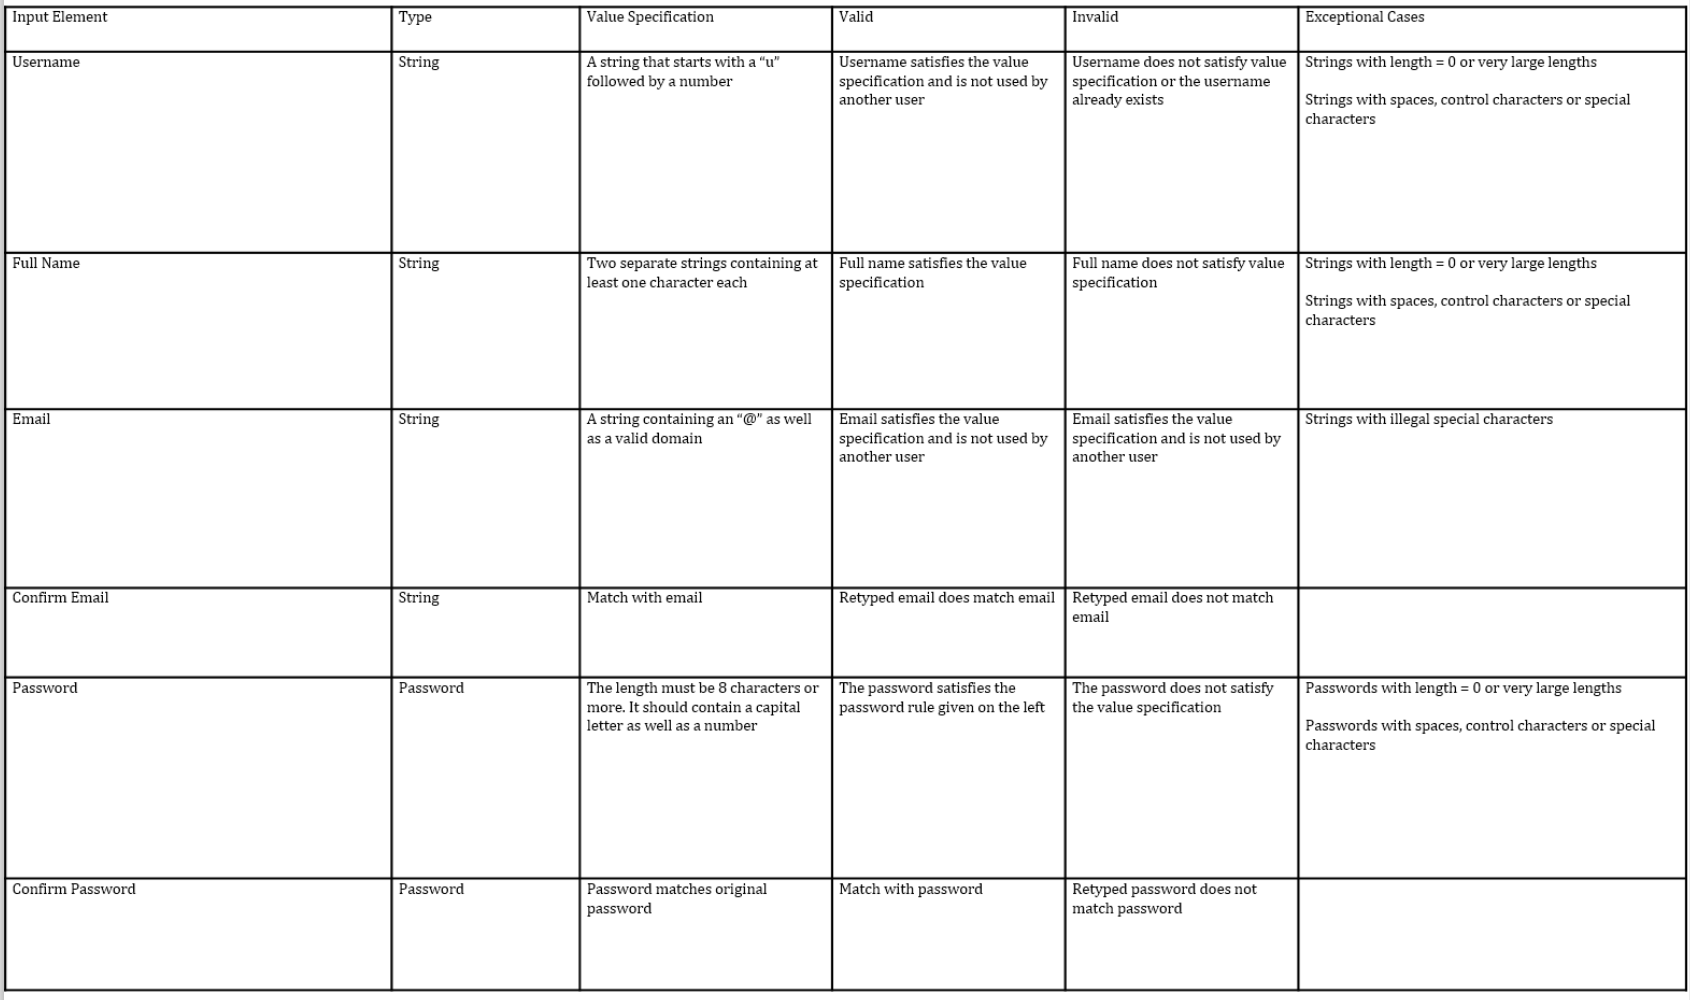 Input Element
Type
Value Specification
Valid
Invalid
Exceptional Cases
Username
String
A string that starts with a “u”
followed by a number
Username satisfies the value
specification and is not used by
another user
Username does not satisfy value
specification or the username
already exists
Strings with length = 0 or very large lengths
Strings with spaces, control characters or special
characters
Full Name
String
Two separate strings containing at
least one character each
Full name satisfies the value
specification
Full name does not satisfy value
specification
Strings with length = 0 or very large lengths
Strings with spaces, control characters or special
characters
Email
String
A string containing an “@” as well
as a valid domain
Email satisfies the value
specification and is not used by
another user
Email satisfies the value
specification and is not used by
another user
Strings with illegal special characters
Confirm Email
String
Match with email
Retyped email does match email
Retyped email does not match
email
Password
Password
The length must be 8 characters or
more. It should contain a capital
letter as well as a number
The password satisfies the
password rule given on the left
The password does not satisfy
the value specification
Passwords with length = 0 or very large lengths
Passwords with spaces, control characters or special
characters
Confirm Password
Password
Password matches original
password
Match with password
Retyped password does not
match password